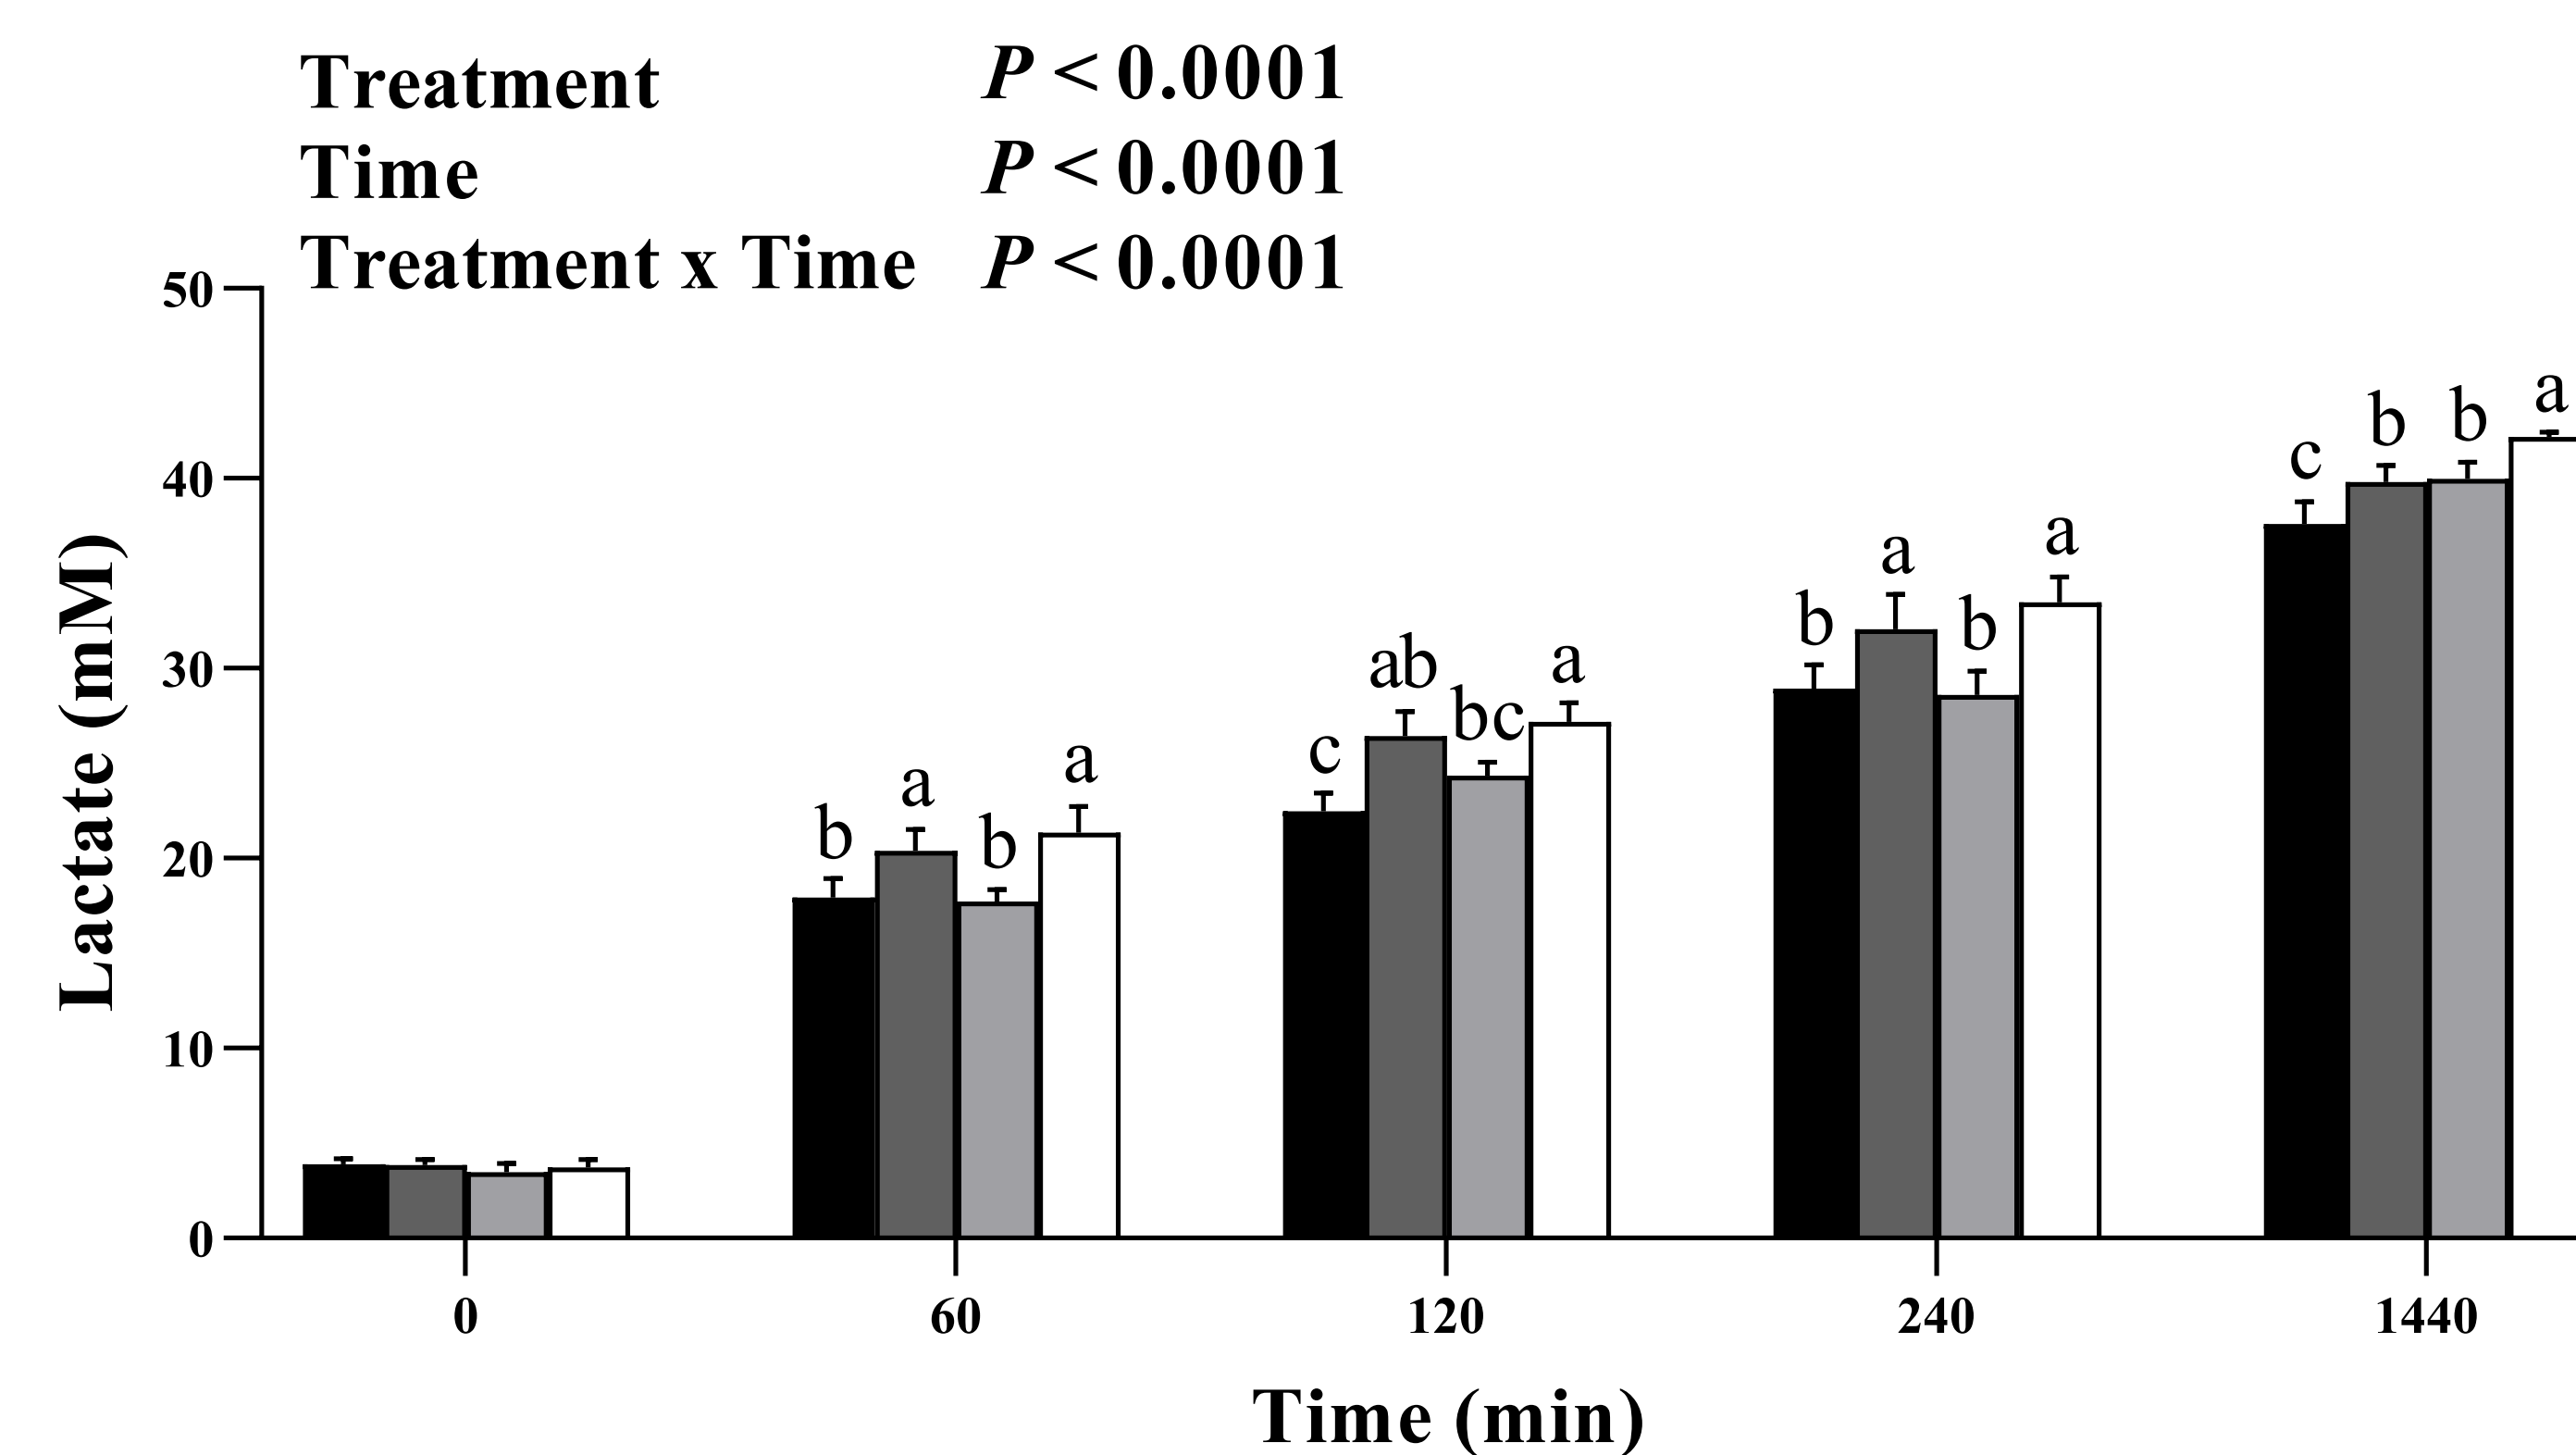 Treatment P < 0.0001
Time P < 0.0001
Treatment x Time P < 0.0001
50
40
30
20
10
0
Lactate (mM)
b a b a
c ab bc a
b a b a
c b b a
0 60 120 240 1440
Time (min)